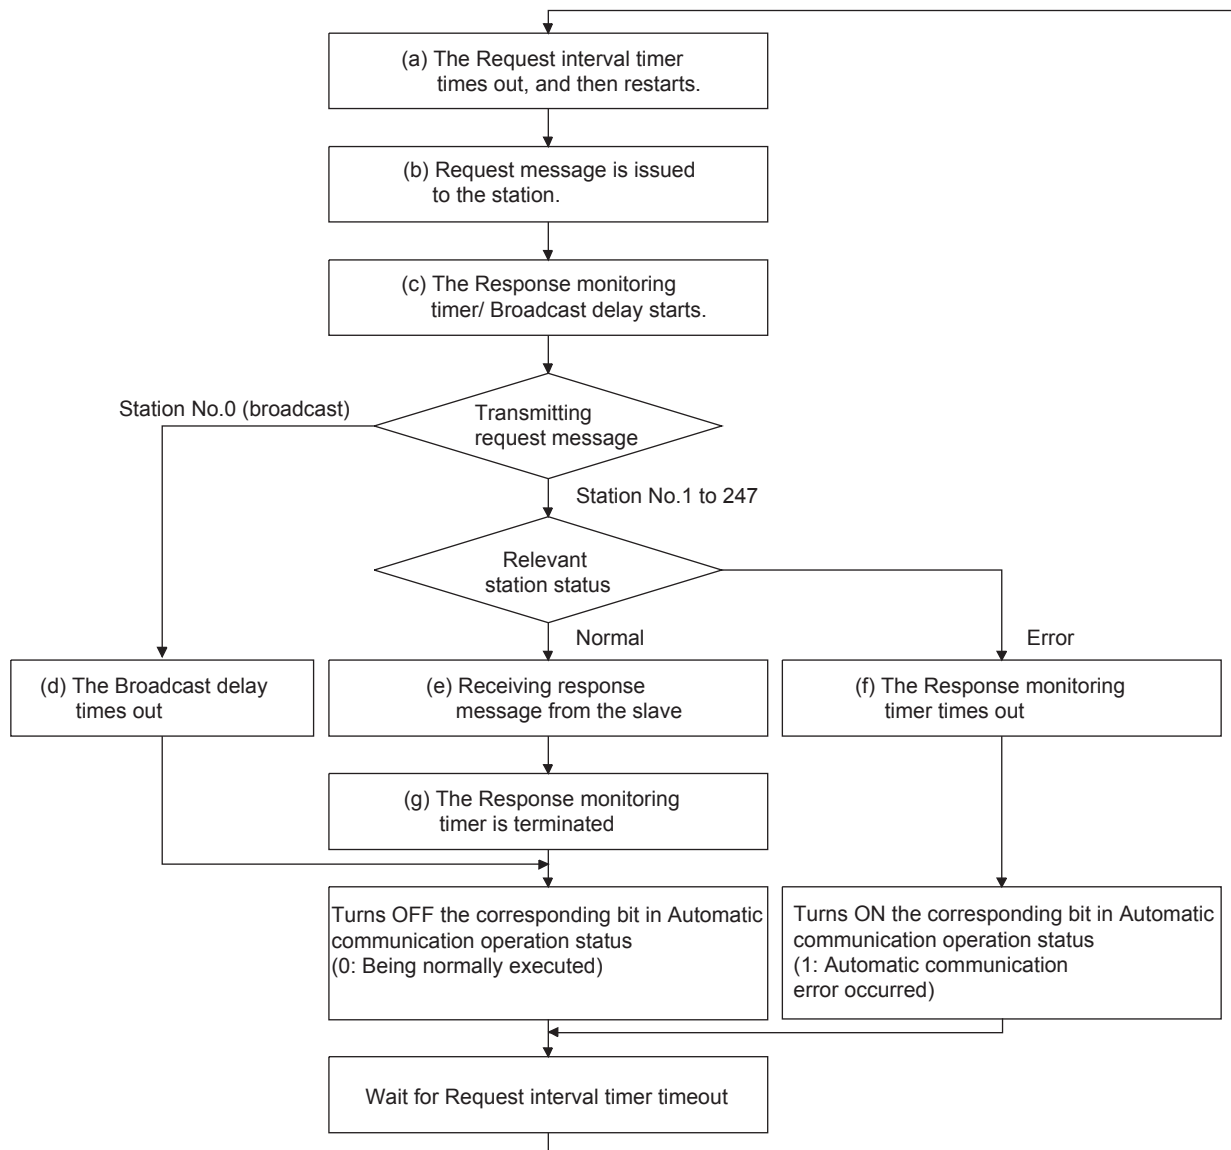 (a) The Request interval timer
times out, and then restarts.
(b) Request message is issued
to the station.
(c) The Response monitoring
timer/ Broadcast delay starts.
Station No.0 (broadcast)
Transmitting
request message
Station No.1 to 247
Relevant
station status
Normal
Error
(d) The Broadcast delay
times out
(e) Receiving response
message from the slave
(f) The Response monitoring
timer times out
(g) The Response monitoring
timer is terminated
Turns OFF the corresponding bit in Automatic
communication operation status
(0: Being normally executed)
Turns ON the corresponding bit in Automatic
communication operation status
(1: Automatic communication
error occurred)
Wait for Request interval timer timeout